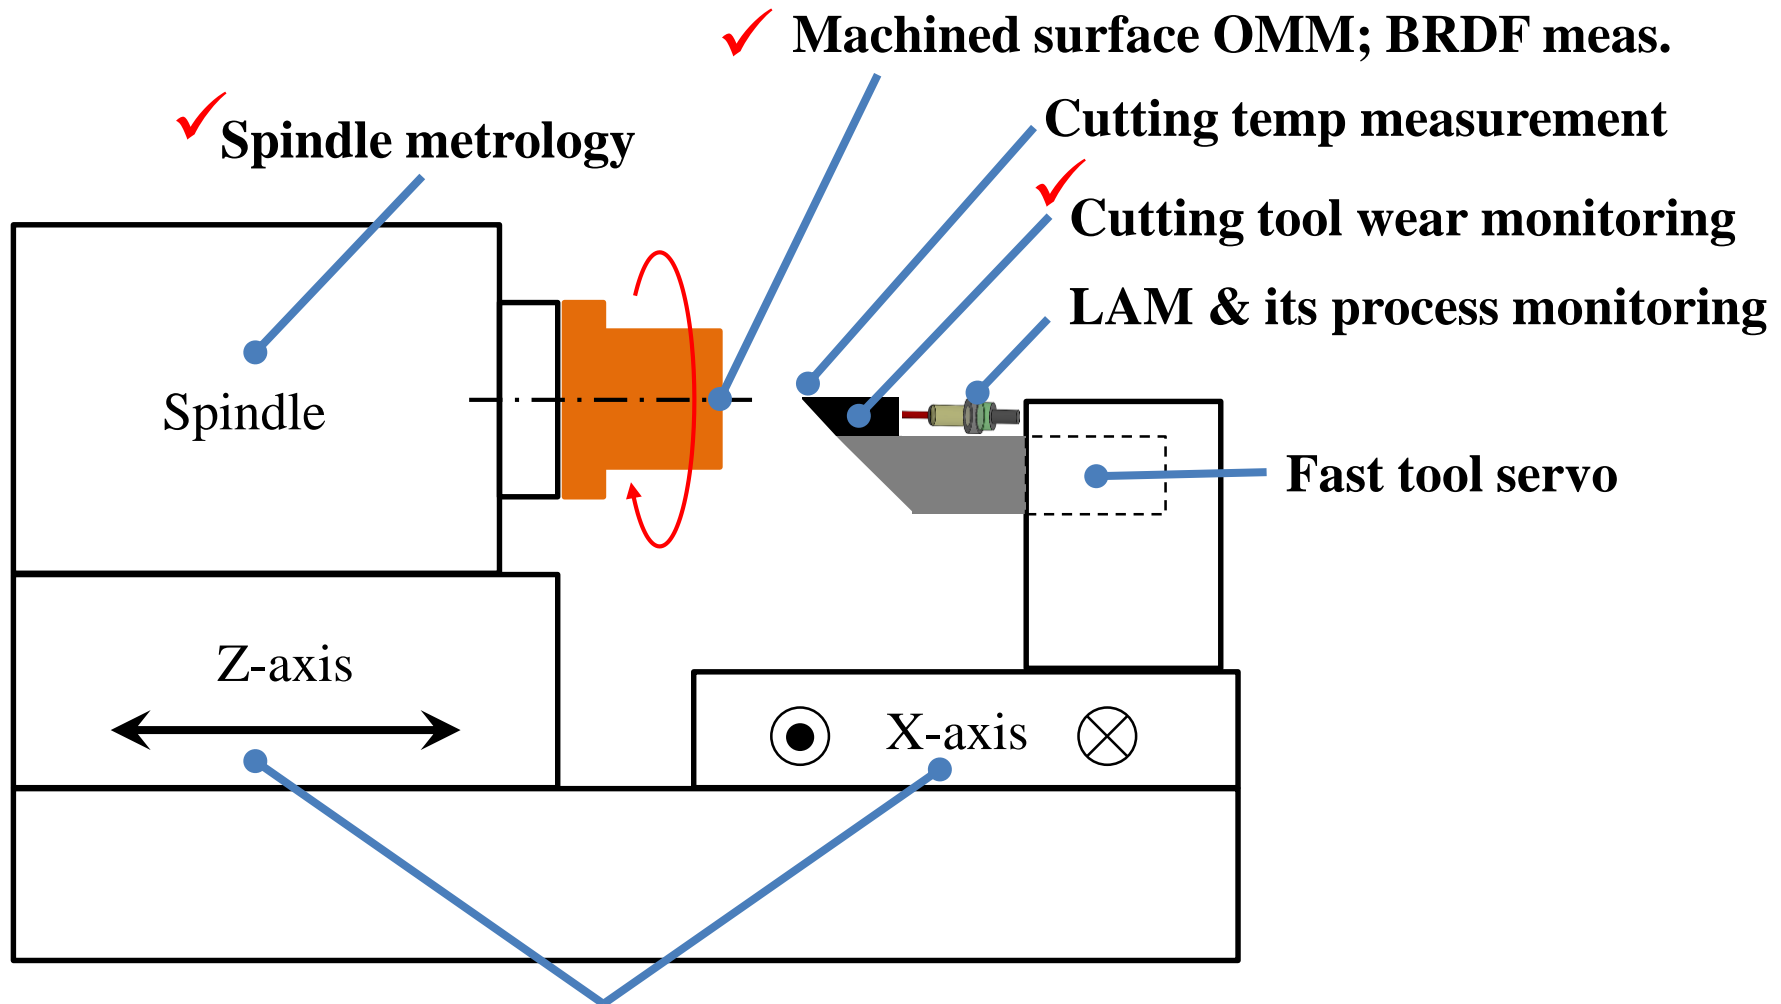 Machined surface OMM; BRDF meas.
Cutting temp measurement
Spindle metrology
Cutting tool wear monitoring
LAM & its process monitoring
Spindle
Fast tool servo
Z-axis
X-axis